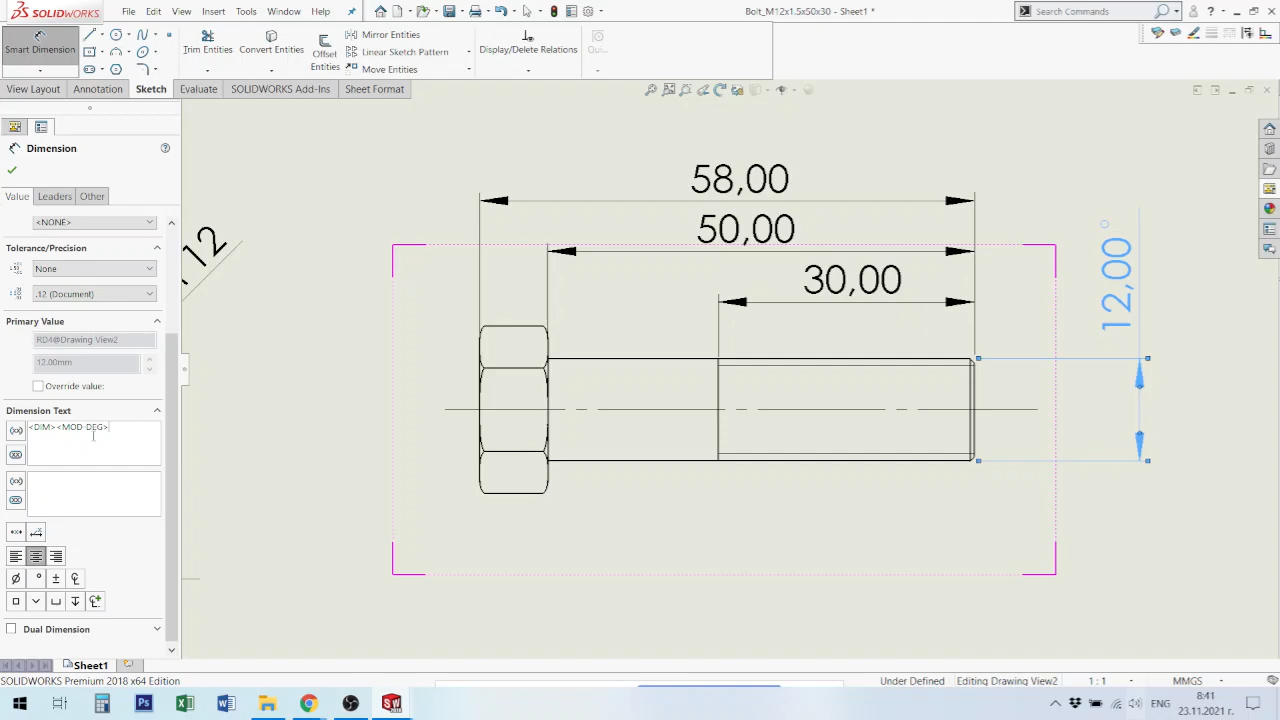 SOLIDWORKS File Edit View Insert Tools Window Help Bolt_M12x1.5x50x30 - Sheet1 * Search Commands
Smart Dimension Trim Entities Convert Entities Offset Entities Mirror Entities Display/Delete Relations
Linear Sketch Pattern
Move Entities
View Layout Annotation Sketch Evaluate SOLIDWORKS Add-Ins Sheet Format
Dimension
Value Leaders Other
<NONE>
Tolerance/Precision
None
.12 (Document)
Primary Value
RD4@Drawing View2
12.00mm
Override value:
Dimension Text
<DIM><MOD-DEG>
Dual Dimension
58,00
50,00
30,00
12,00°
12
Sheet1
SOLIDWORKS Premium 2018 x64 Edition Under Defined Editing Drawing View2 1 : 1 MMGS
ENG 8:41
23.11.2021 г.